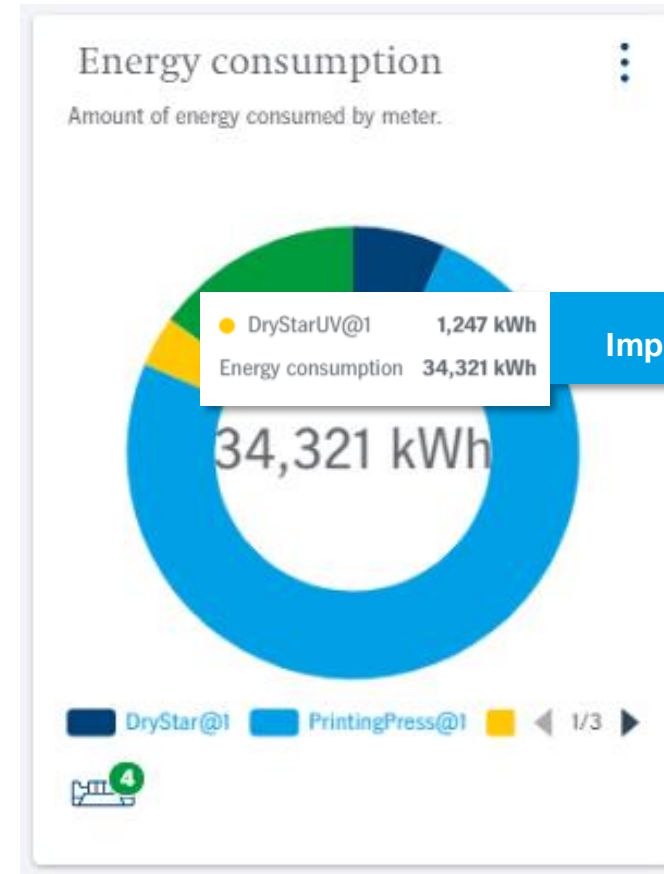 Energy consumption
Amount of energy consumed by meter.
DryStarUV@1 1,247 kWh
Energy consumption 34,321 kWh
Imp
34,321 kWh
DryStar@1 PrintingPress@1 1/3
4